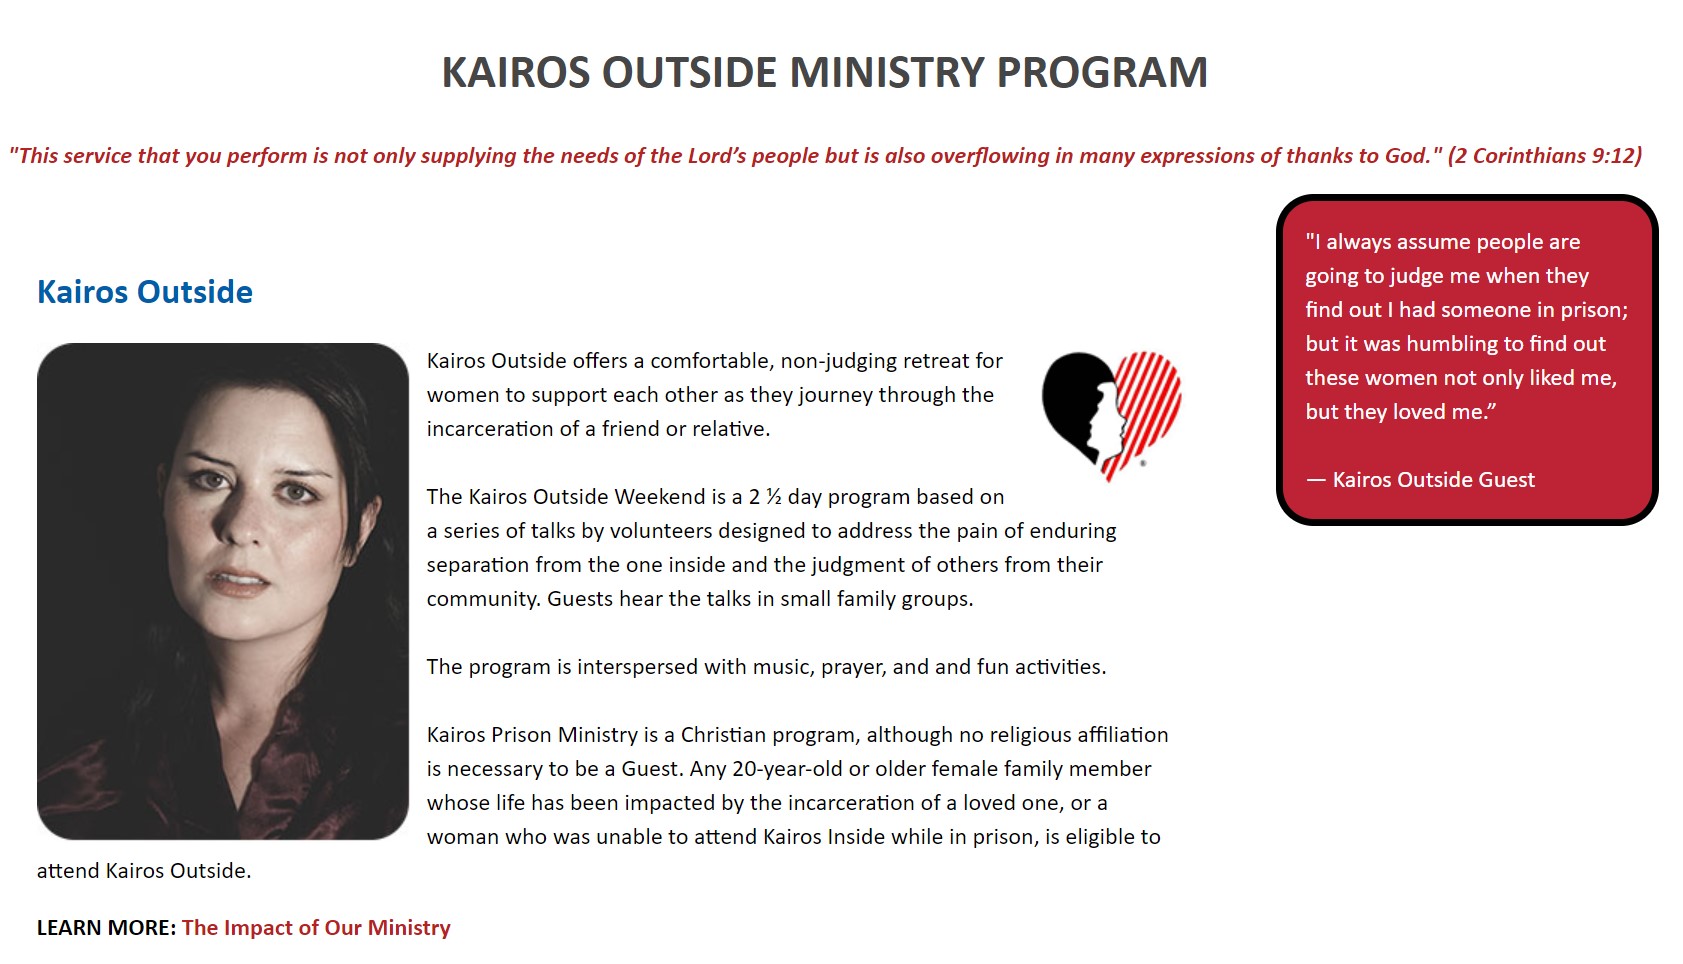 KAIROS OUTSIDE MINISTRY PROGRAM
"This service that you perform is not only supplying the needs of the Lord’s people but is also overflowing in many expressions of thanks to God." (2 Corinthians 9:12)
Kairos Outside
Kairos Outside offers a comfortable, non-judging retreat for
women to support each other as they journey through the
incarceration of a friend or relative.
The Kairos Outside Weekend is a 2 ½ day program based on
a series of talks by volunteers designed to address the pain of enduring
separation from the one inside and the judgment of others from their
community. Guests hear the talks in small family groups.
The program is interspersed with music, prayer, and and fun activities.
Kairos Prison Ministry is a Christian program, although no religious affiliation
is necessary to be a Guest. Any 20-year-old or older female family member
whose life has been impacted by the incarceration of a loved one, or a
woman who was unable to attend Kairos Inside while in prison, is eligible to
attend Kairos Outside.
LEARN MORE: The Impact of Our Ministry
"I always assume people are
going to judge me when they
find out I had someone in prison;
but it was humbling to find out
these women not only liked me,
but they loved me.”
— Kairos Outside Guest